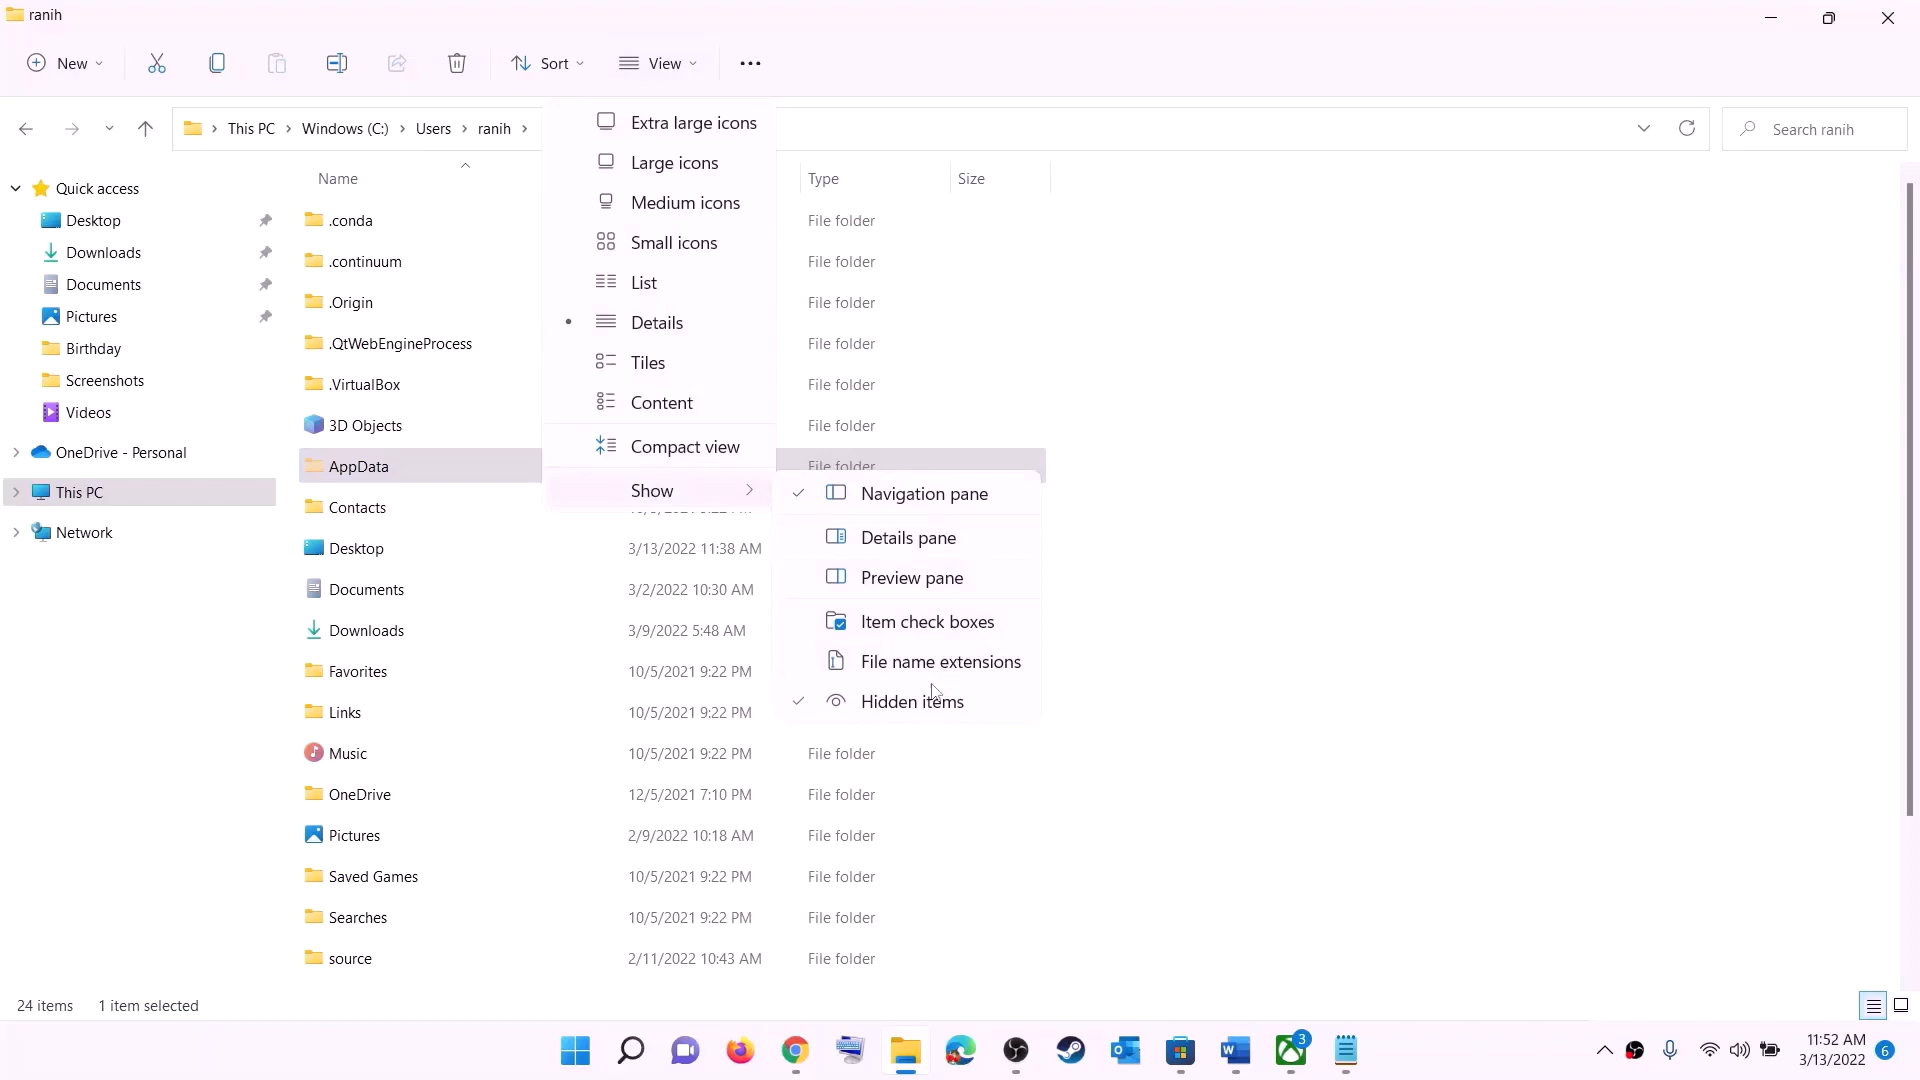 ranih
New
Sort
View
This PC
Windows (C:)
Users
ranih
Search ranih
Quick access
Desktop
Downloads
Documents
Pictures
Birthday
Screenshots
Videos
OneDrive - Personal
This PC
Network
Name
Type
Size
.conda
File folder
.continuum
File folder
.Origin
File folder
.QtWebEngineProcess
File folder
.VirtualBox
File folder
3D Objects
File folder
AppData
File folder
Contacts
Desktop
3/13/2022 11:38 AM
Documents
3/2/2022 10:30 AM
Downloads
3/9/2022 5:48 AM
Favorites
10/5/2021 9:22 PM
Links
10/5/2021 9:22 PM
Music
10/5/2021 9:22 PM
File folder
OneDrive
12/5/2021 7:10 PM
File folder
Pictures
2/9/2022 10:18 AM
File folder
Saved Games
10/5/2021 9:22 PM
File folder
Searches
10/5/2021 9:22 PM
File folder
source
2/11/2022 10:43 AM
File folder
Extra large icons
Large icons
Medium icons
Small icons
List
Details
Tiles
Content
Compact view
Show
Navigation pane
Details pane
Preview pane
Item check boxes
File name extensions
Hidden items
24 items
1 item selected
3
11:52 AM
3/13/2022
6